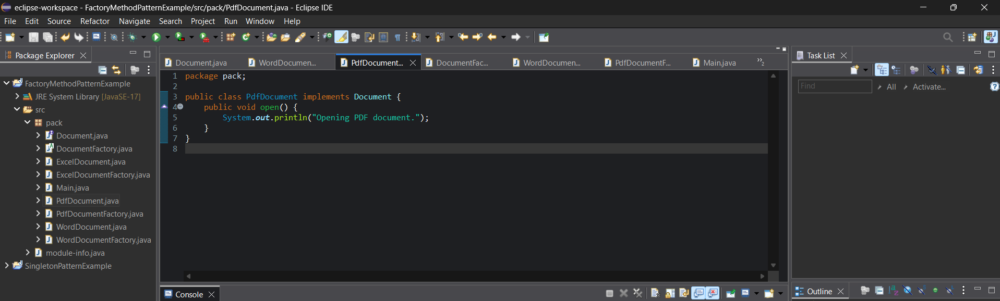 eclipse-workspace - FactoryMethodPatternExample/src/pack/PdfDocument.java - Eclipse IDE
File Edit Source Refactor Navigate Search Project Run Window Help
Package Explorer
FactoryMethodPatternExample
JRE System Library [JavaSE-17]
src
pack
Document.java
DocumentFactory.java
ExcelDocument.java
ExcelDocumentFactory.java
Main.java
PdfDocument.java
PdfDocumentFactory.java
WordDocument.java
WordDocumentFactory.java
module-info.java
SingletonPatternExample
Document.java WordDocumen... PdfDocument... DocumentFac... WordDocumen... PdfDocumentF... Main.java »2
1 package pack;
2
3 public class PdfDocument implements Document {
4 public void open() {
5 System.out.println("Opening PDF document.");
6 }
7 }
8
Console
Task List
Find All Activate...
Outline